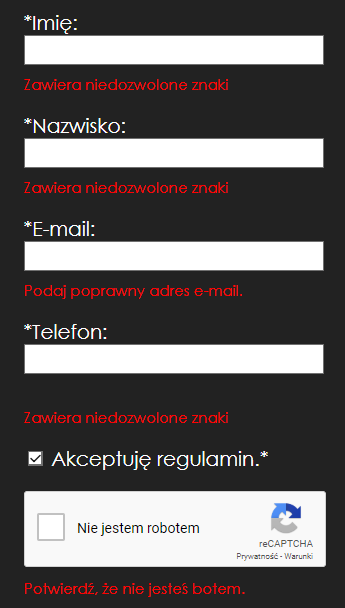 *Imię:
Zawiera niedozwolone znaki
*Nazwisko:
Zawiera niedozwolone znaki
*E-mail:
Podaj poprawny adres e-mail.
*Telefon:
Zawiera niedozwolone znaki
Akceptuję regulamin.*
Nie jestem robotem
reCAPTCHA
Prywatność - Warunki
Potwierdź, że nie jesteś botem.